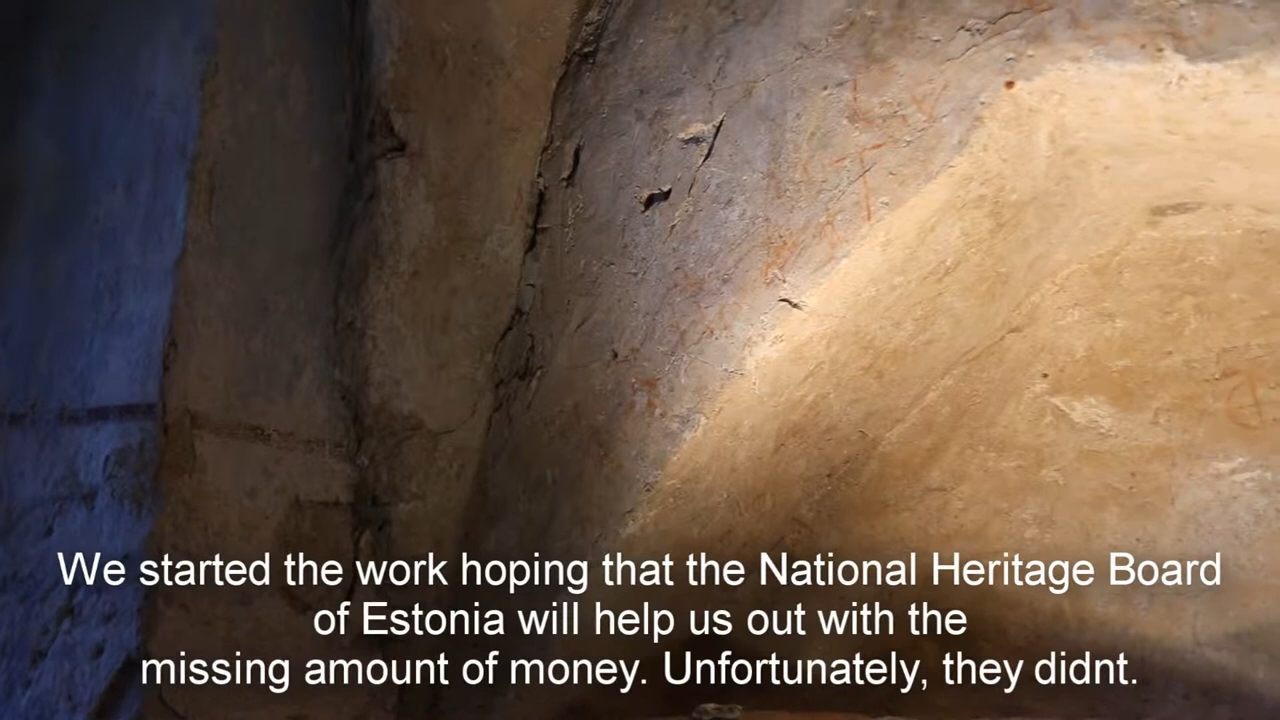 We started the work hoping that the National Heritage Board
of Estonia will help us out with the
missing amount of money. Unfortunately, they didnt.